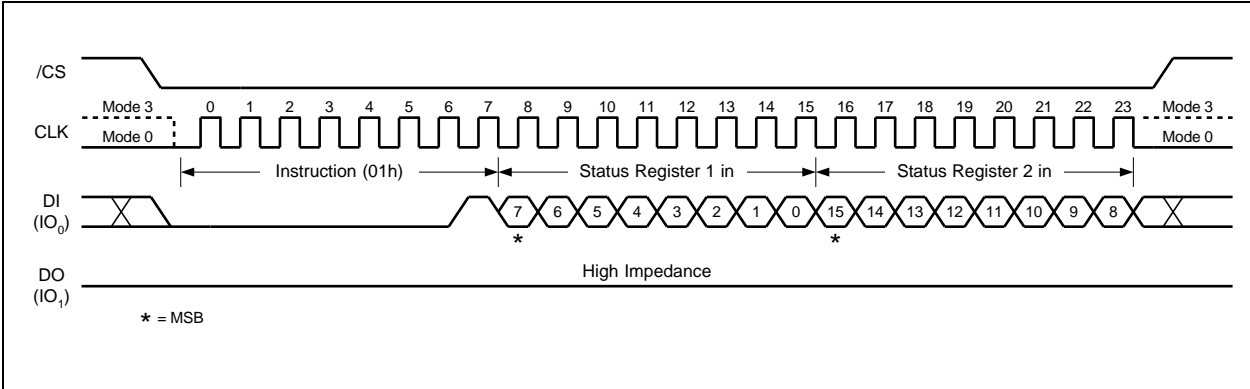 /CS
Mode 3 0 1 2 3 4 5 6 7 8 9 10 11 12 13 14 15 16 17 18 19 20 21 22 23 Mode 3
CLK Mode 0 Mode 0
Instruction (01h) Status Register 1 in Status Register 2 in
DI
(IO0) 7 6 5 4 3 2 1 0 15 14 13 12 11 10 9 8
* *
DO High Impedance
(IO1)
* = MSB